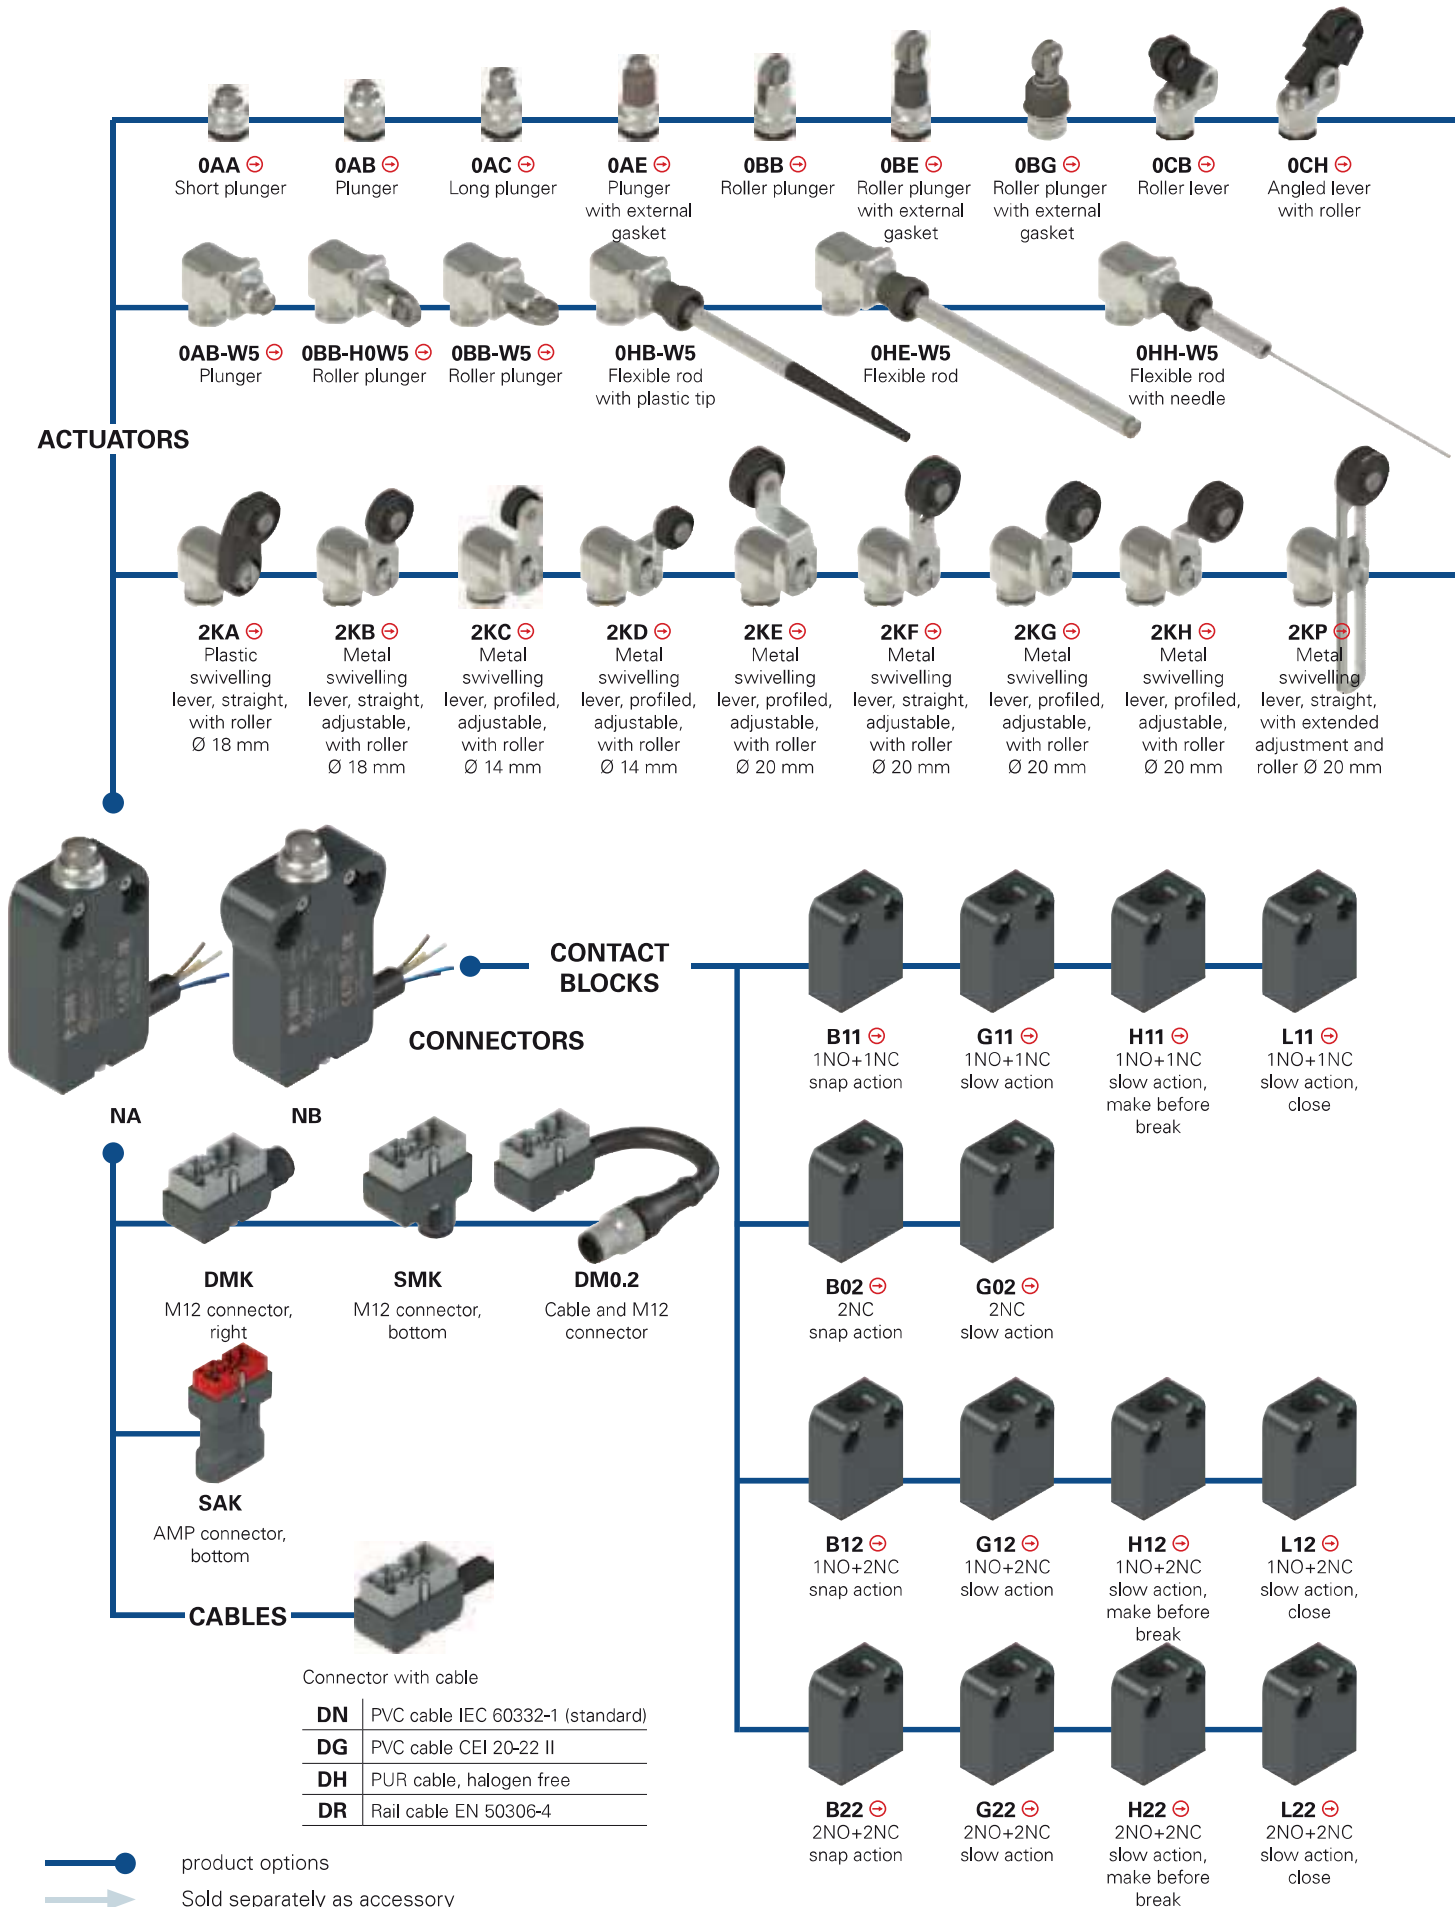 0AA
Short plunger
0AB
Plunger
0AC
Long plunger
0AE
Plunger
with external
gasket
0BB
Roller plunger
0BE
Roller plunger
with external
gasket
0BG
Roller plunger
with external
gasket
0CB
Roller lever
0CH
Angled lever
with roller
0AB-W5
Plunger
0BB-H0W5
Roller plunger
0BB-W5
Roller plunger
0HB-W5
Flexible rod
with plastic tip
0HE-W5
Flexible rod
0HH-W5
Flexible rod
with needle
ACTUATORS
2KA
Plastic
swivelling
lever, straight,
with roller
Ø 18 mm
2KB
Metal
swivelling
lever, straight,
adjustable,
with roller
Ø 18 mm
2KC
Metal
swivelling
lever, profiled,
adjustable,
with roller
Ø 14 mm
2KD
Metal
swivelling
lever, profiled,
adjustable,
with roller
Ø 14 mm
2KE
Metal
swivelling
lever, profiled,
adjustable,
with roller
Ø 20 mm
2KF
Metal
swivelling
lever, straight,
adjustable,
with roller
Ø 20 mm
2KG
Metal
swivelling
lever, profiled,
adjustable,
with roller
Ø 20 mm
2KH
Metal
swivelling
lever, profiled,
adjustable,
with roller
Ø 20 mm
2KP
Metal
swivelling
lever, straight,
with extended
adjustment and
roller Ø 20 mm
CONTACT
BLOCKS
CONNECTORS
NA
NB
B11
1NO+1NC
snap action
G11
1NO+1NC
slow action
H11
1NO+1NC
slow action,
make before
break
L11
1NO+1NC
slow action,
close
DMK
M12 connector,
right
SMK
M12 connector,
bottom
DM0.2
Cable and M12
connector
B02
2NC
snap action
G02
2NC
slow action
SAK
AMP connector,
bottom
B12
1NO+2NC
snap action
G12
1NO+2NC
slow action
H12
1NO+2NC
slow action,
make before
break
L12
1NO+2NC
slow action,
close
CABLES
Connector with cable
DN PVC cable IEC 60332-1 (standard)
DG PVC cable CEI 20-22 II
DH PUR cable, halogen free
DR Rail cable EN 50306-4
B22
2NO+2NC
snap action
G22
2NO+2NC
slow action
H22
2NO+2NC
slow action,
make before
break
L22
2NO+2NC
slow action,
close
product options
Sold separately as accessory